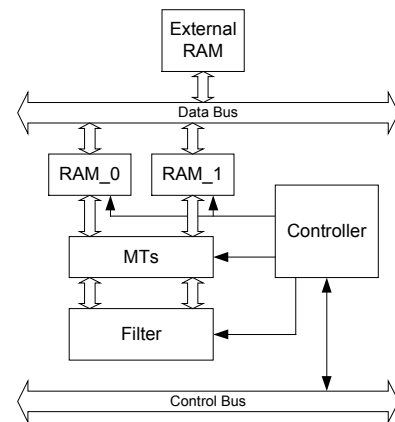 External
RAM
Data Bus
RAM_0
RAM_1
Controller
MTs
Filter
Control Bus